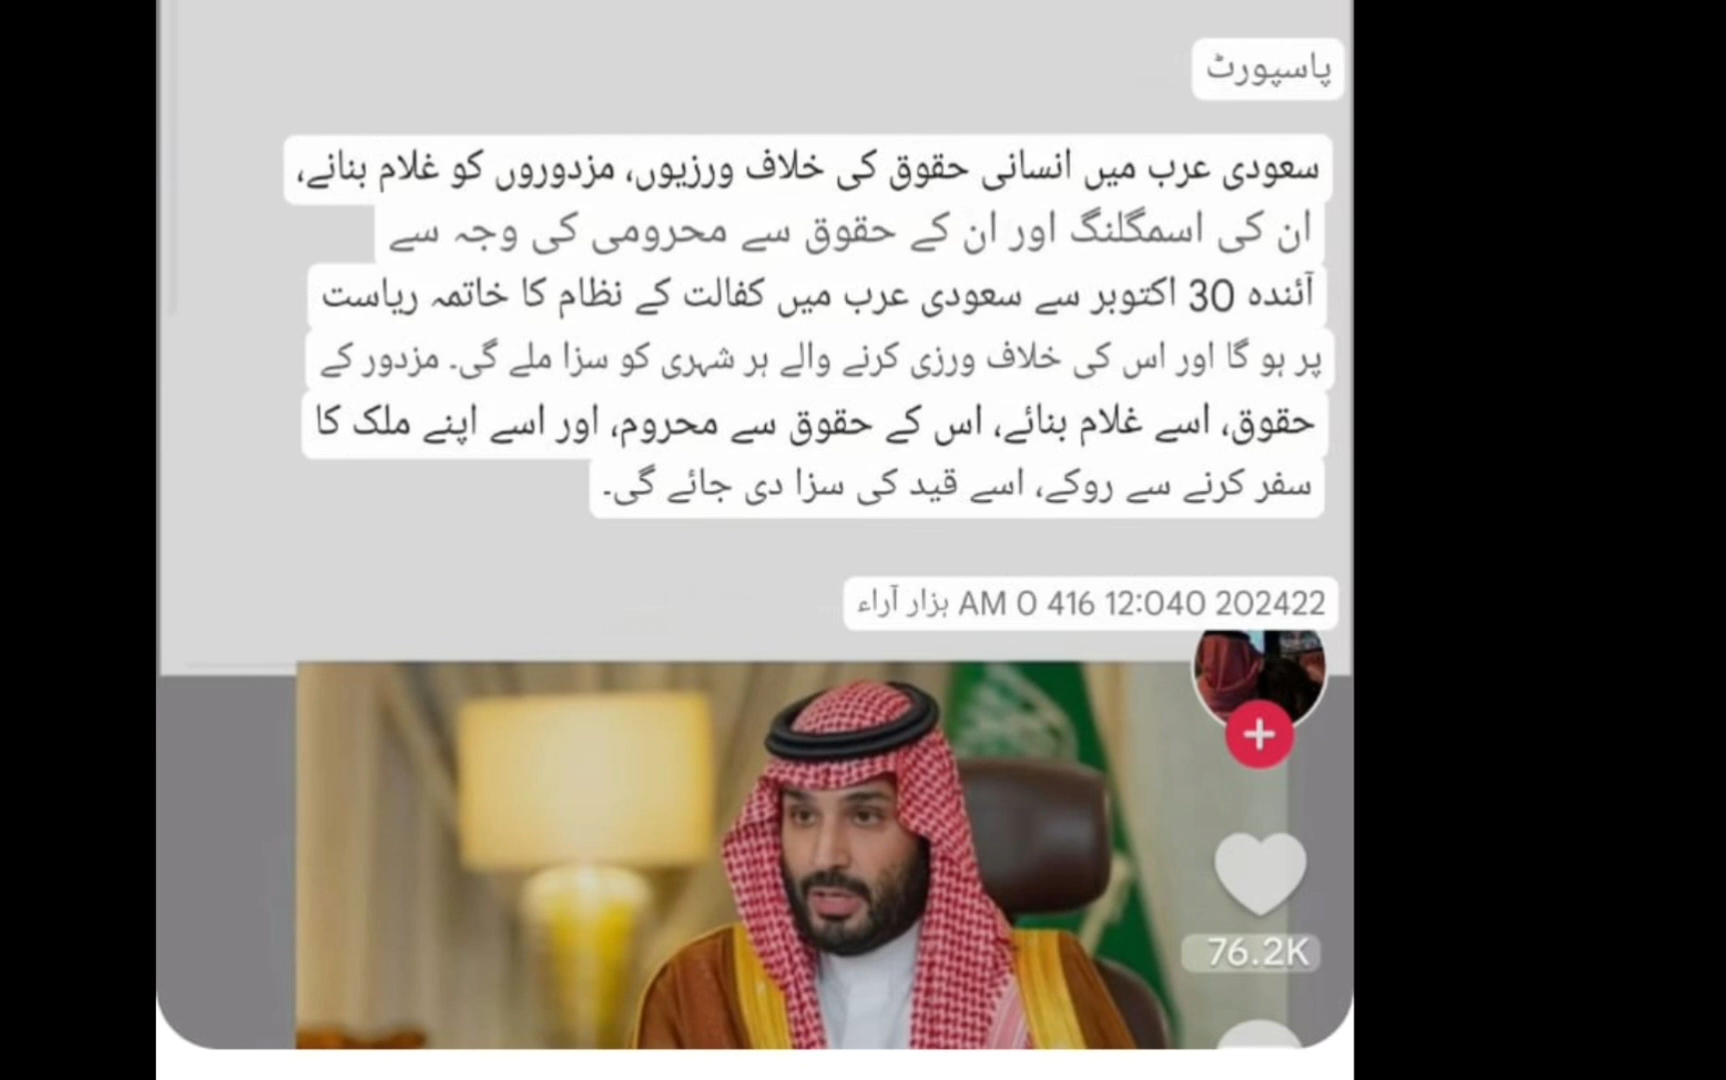 پاسپورٹ
سعودی عرب میں انسانی حقوق کی خلاف ورزیوں، مزدوروں کو غلام بنانے،
ان کی اسمگلنگ اور ان کے حقوق سے محرومی کی وجہ سے
آئندہ 30 اکتوبر سے سعودی عرب میں کفالت کے نظام کا خاتمہ ریاست
پر ہو گا اور اس کی خلاف ورزی کرنے والے ہر شہری کو سزا ملے گی۔ مزدور کے
حقوق، اسے غلام بنائے، اس کے حقوق سے محروم، اور اسے اپنے ملک کا
سفر کرنے سے روکے، اسے قید کی سزا دی جائے گی۔
202422 12:040 AM 0 416 ہزار آراء
76.2K